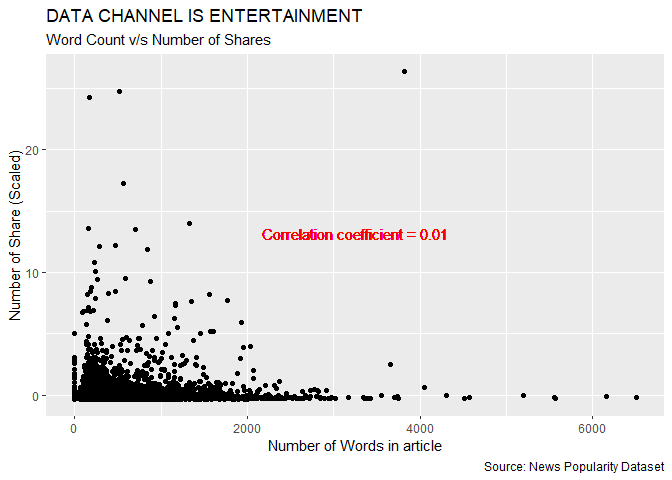 DATA CHANNEL IS ENTERTAINMENT
Word Count v/s Number of Shares
Number of Share (Scaled)
20
10
0
Correlation coefficient = 0.01
0
2000
4000
6000
Number of Words in article
Source: News Popularity Dataset